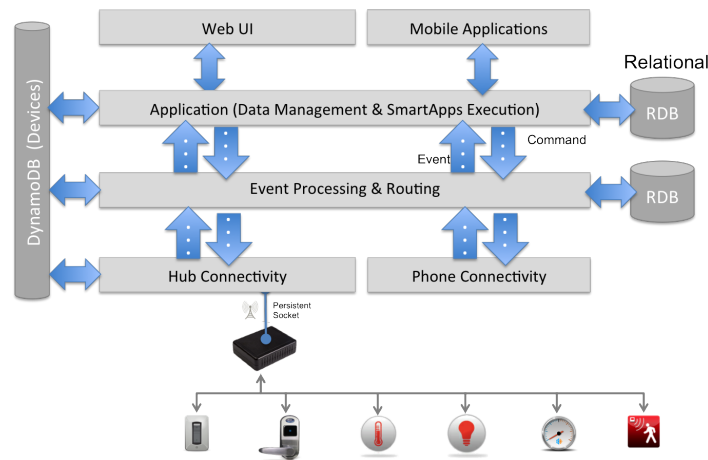 Web UI
Mobile Applications
Relational
DynamoDB (Devices)
Application (Data Management & SmartApps Execution)
RDB
Event
Command
Event Processing & Routing
RDB
Hub Connectivity
Phone Connectivity
Persistent
Socket